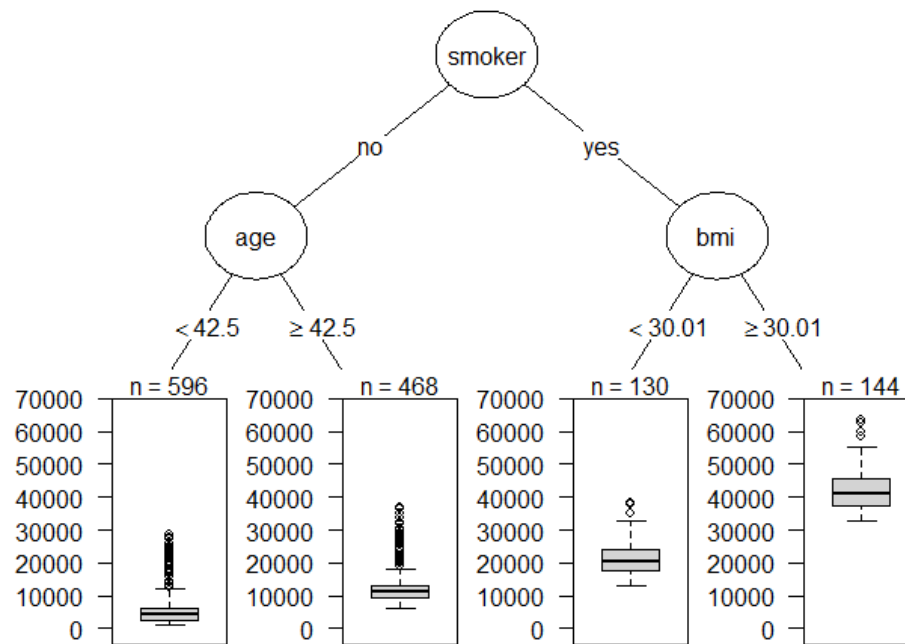 smoker
no yes
age bmi
< 42.5 ≥ 42.5 < 30.01 ≥ 30.01
n = 596 n = 468 n = 130 n = 144
70000 70000 70000 70000
60000 60000 60000 60000
50000 50000 50000 50000
40000 40000 40000 40000
30000 30000 30000 30000
20000 20000 20000 20000
10000 10000 10000 10000
0 0 0 0